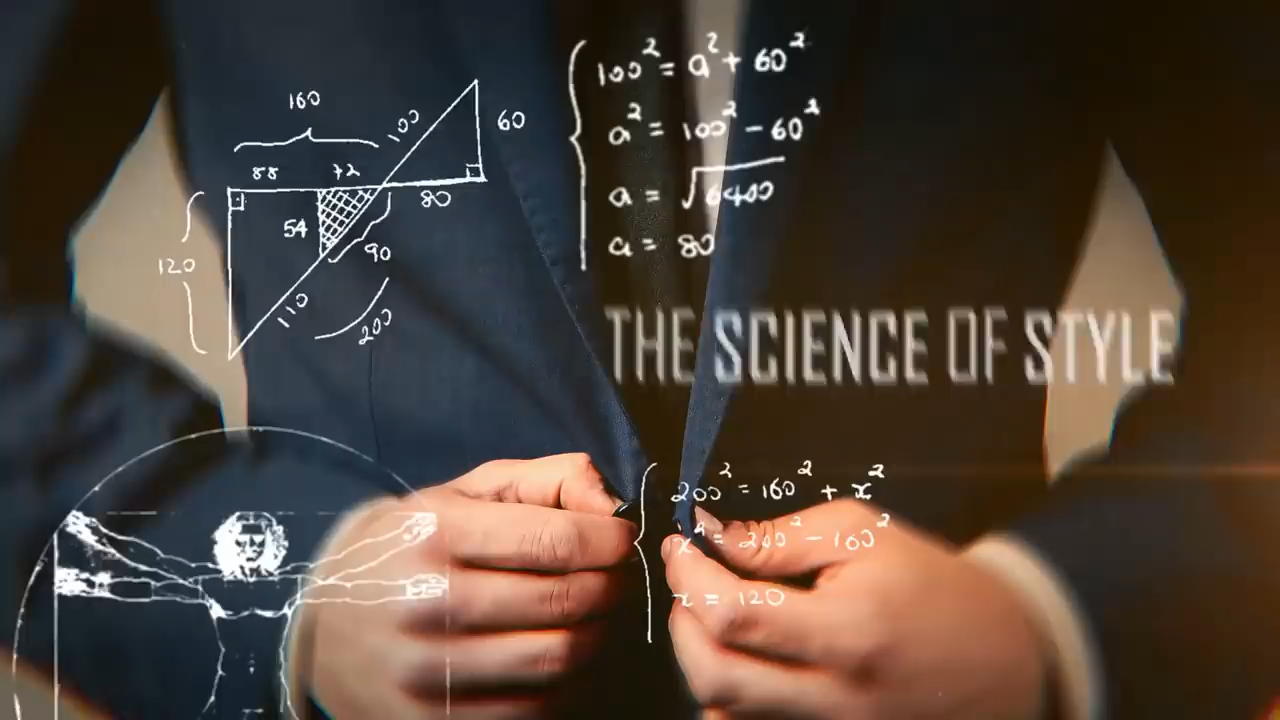 160
100
60
88
72
80
54
90
120
110
200
100² = a² + 60²
a² = 100² - 60²
a = √6400
a = 80
THE SCIENCE OF STYLE
200² = 160² + x²
x² = 200² - 160²
x = 120